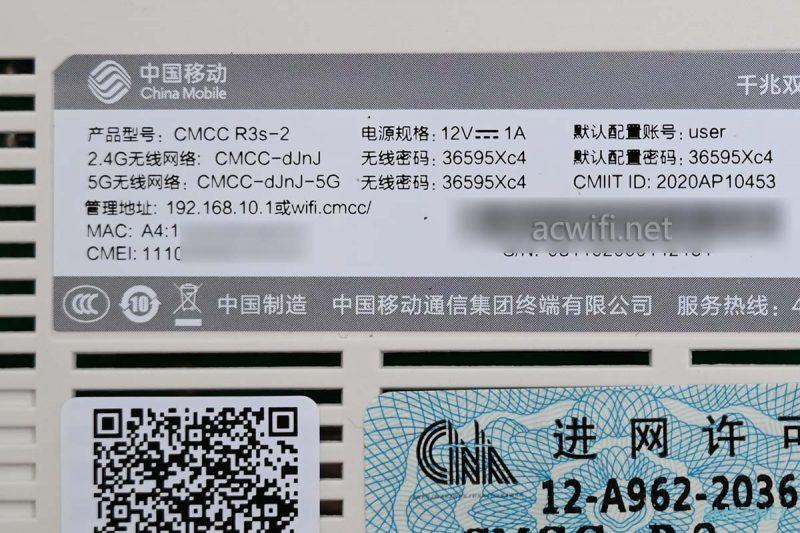 中国移动
China Mobile
千兆双
产品型号: CMCC R3s-2 电源规格: 12V⎓1A 默认配置账号: user
2.4G无线网络: CMCC-dJnJ 无线密码: 36595Xc4 默认配置密码: 36595Xc4
5G无线网络: CMCC-dJnJ-5G 无线密码: 36595Xc4 CMIIT ID: 2020AP10453
管理地址: 192.168.10.1或wifi.cmcc/
MAC: A4:1
acwifi.net
CMEI: 1110
CCC 10 中国制造 中国移动通信集团终端有限公司 服务热线: 4
CNA 进网许可
12-A962-2036